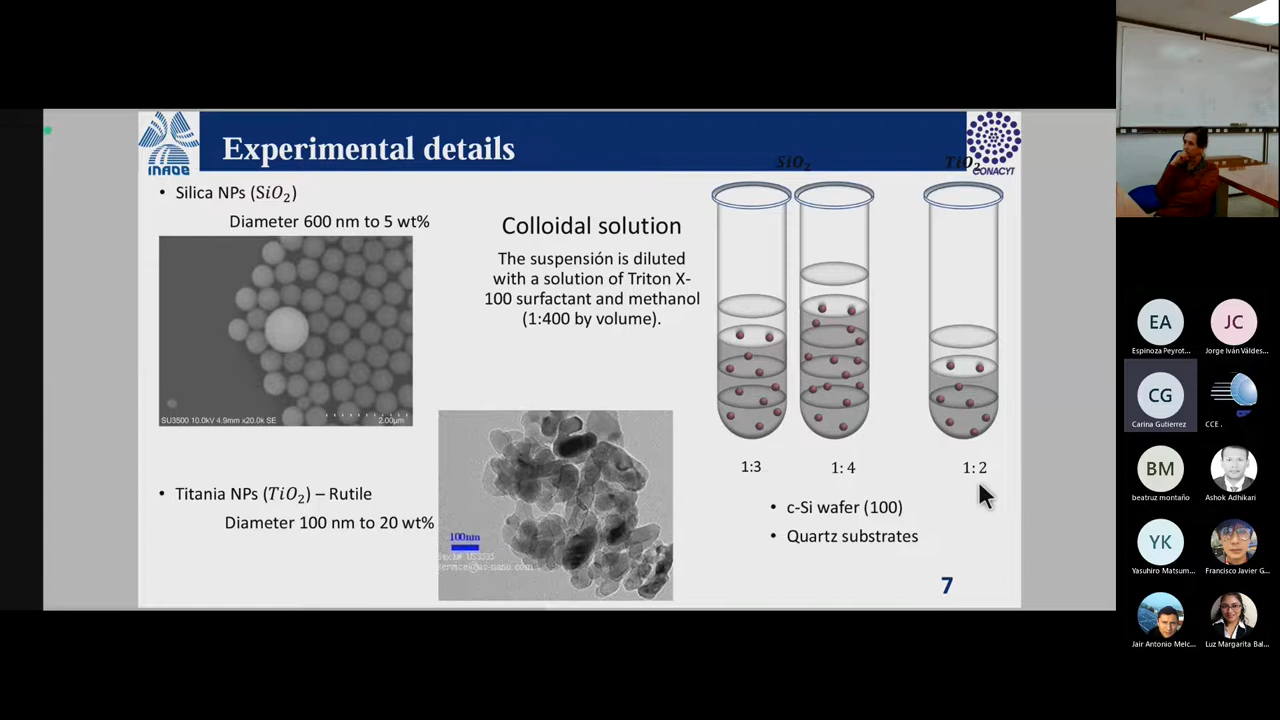 INAOE
Experimental details
CONACYT
• Silica NPs (SiO₂)
Diameter 600 nm to 5 wt%
SU3500 10.0kV 4.9mm x20.0k SE
2.00µm
• Titania NPs (TiO₂) – Rutile
Diameter 100 nm to 20 wt%
Colloidal solution
The suspensión is diluted
with a solution of Triton X-
100 surfactant and methanol
(1:400 by volume).
100nm
SiO₂
TiO₂
1:3
1: 4
1: 2
• c-Si wafer (100)
• Quartz substrates
7
EA
Espinoza Peyrot...
JC
Jorge Iván Váldes...
CG
Carina Gutierrez
CCE .
BM
beatruz montaño
Ashok Adhikari
YK
Yasuhiro Matsum...
Francisco Javier G...
Jair Antonio Melc...
Luz Margarita Bal...